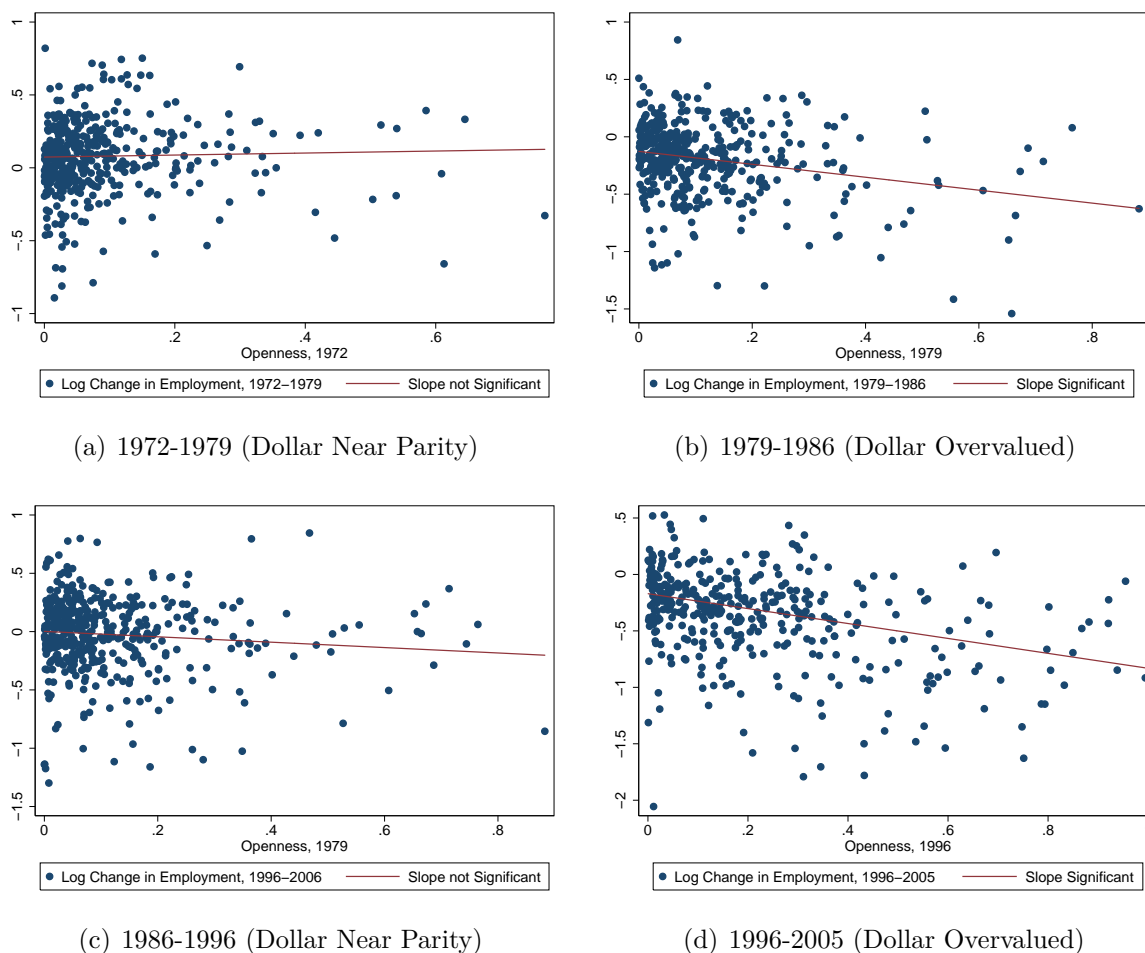 1
.5
0
−.5
−1
0 .2 .4 .6
Openness, 1972
Log Change in Employment, 1972−1979 Slope not Significant
(a) 1972-1979 (Dollar Near Parity)
1
.5
0
−.5
−1
−1.5
0 .2 .4 .6 .8
Openness, 1979
Log Change in Employment, 1979−1986 Slope Significant
(b) 1979-1986 (Dollar Overvalued)
1
.5
0
−.5
−1
−1.5
0 .2 .4 .6 .8
Openness, 1979
Log Change in Employment, 1996−2006 Slope not Significant
(c) 1986-1996 (Dollar Near Parity)
.5
0
−.5
−1
−1.5
−2
0 .2 .4 .6 .8
Openness, 1996
Log Change in Employment, 1996−2005 Slope Significant
(d) 1996-2005 (Dollar Overvalued)